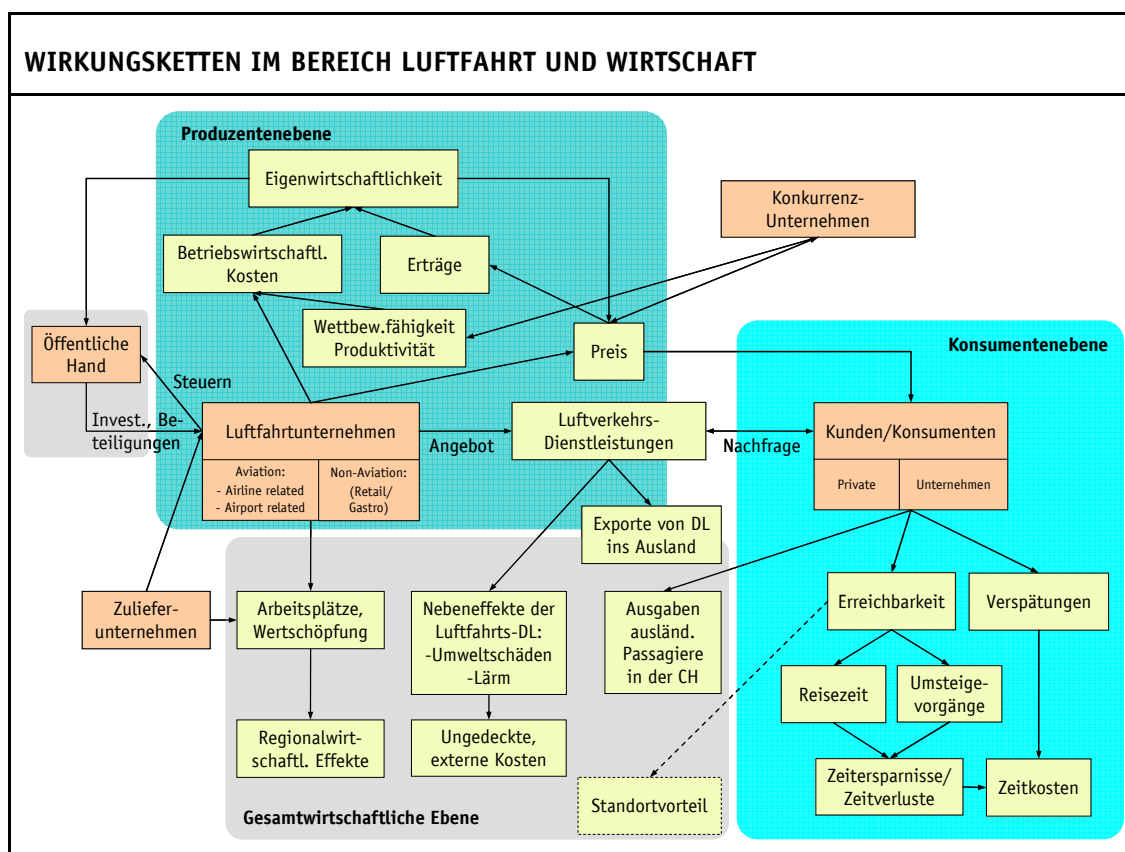 WIRKUNGSKETTEN IM BEREICH LUFTFAHRT UND WIRTSCHAFT
Produzentenebene
Eigenwirtschaftlichkeit
Konkurrenz-
Unternehmen
Betriebswirtschaftl.
Kosten
Erträge
Wettbew.fähigkeit
Produktivität
Preis
Öffentliche
Hand
Steuern
Invest., Be-
teiligungen
Konsumentenebene
Luftfahrtunternehmen
Aviation:
- Airline related
- Airport related
Non-Aviation:
(Retail/
Gastro)
Angebot
Luftverkehrs-
Dienstleistungen
Nachfrage
Kunden/Konsumenten
Private
Unternehmen
Exporte von DL
ins Ausland
Zuliefer-
unternehmen
Arbeitsplätze,
Wertschöpfung
Nebeneffekte der
Luftfahrts-DL:
-Umweltschäden
-Lärm
Ausgaben
ausländ.
Passagiere
in der CH
Erreichbarkeit
Verspätungen
Reisezeit
Umsteige-
vorgänge
Regionalwirt-
schaftl. Effekte
Ungedeckte,
externe Kosten
Standortvorteil
Zeitersparnisse/
Zeitverluste
Zeitkosten
Gesamtwirtschaftliche Ebene